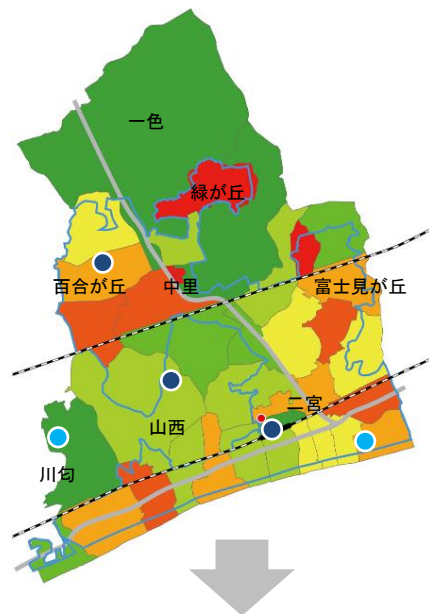 一色
緑が丘
百合が丘
中里
富士見が丘
二宮
山西
川匂